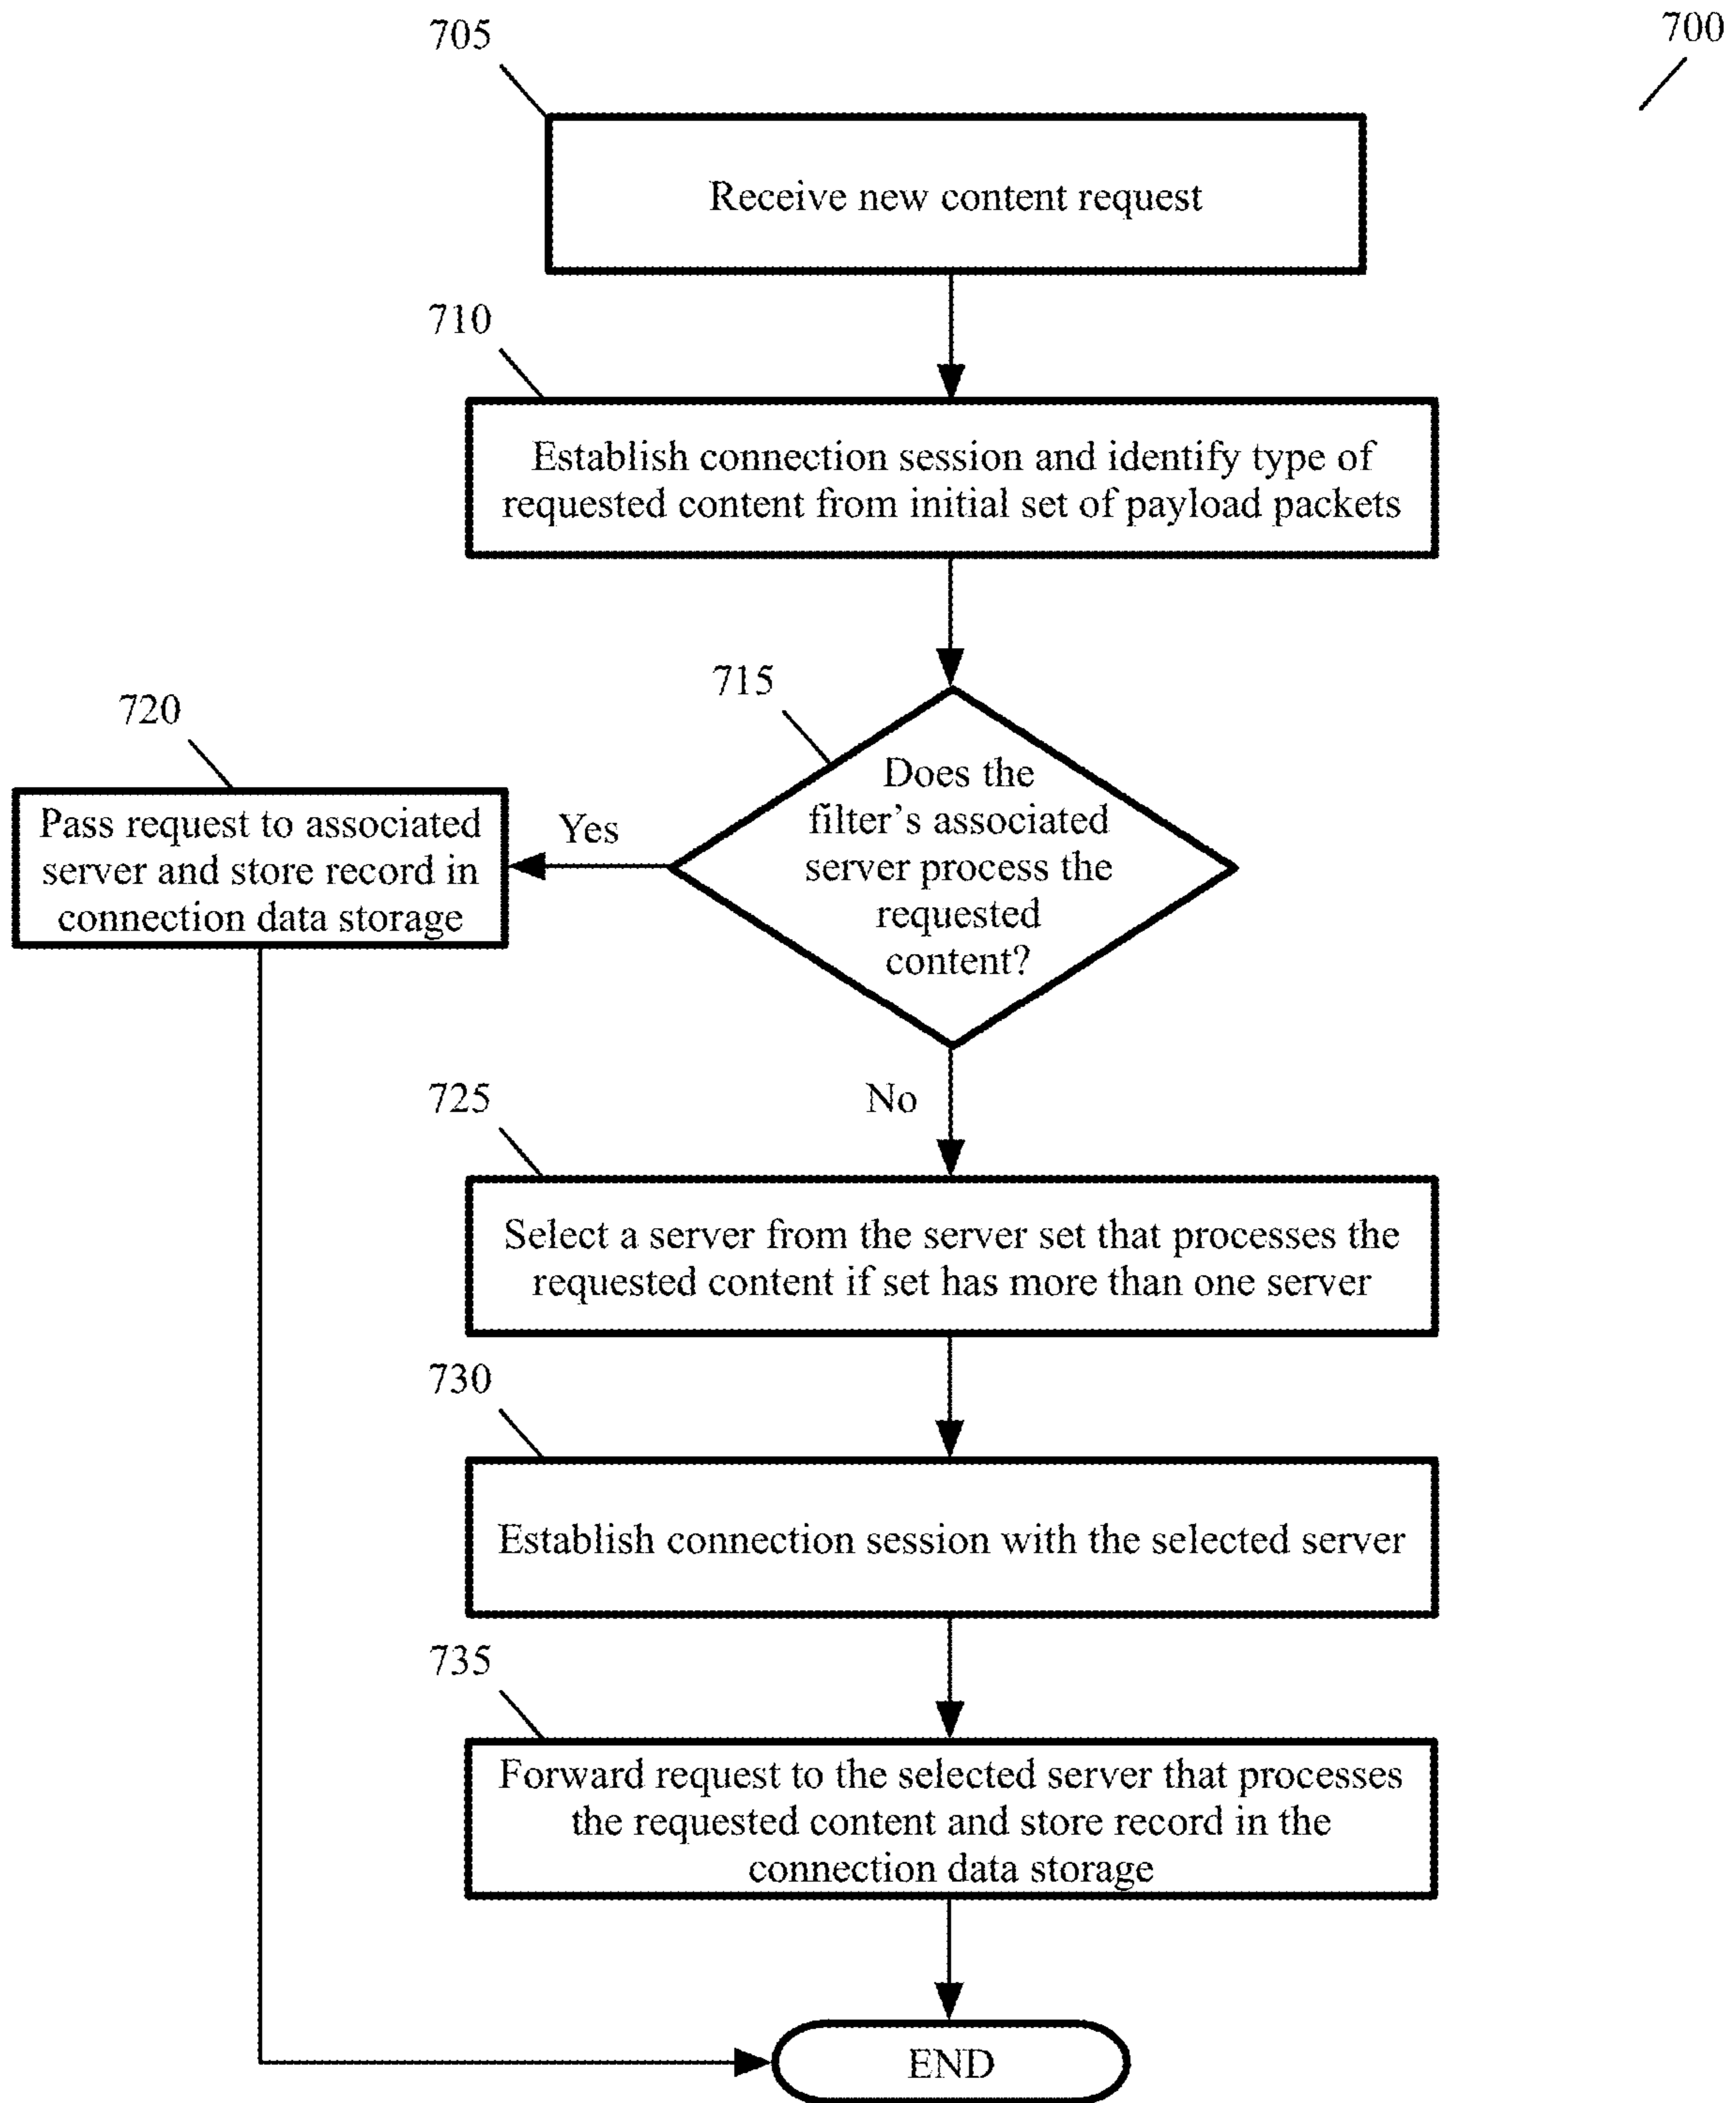 705
700
Receive new content request
710
Establish connection session and identify type of
requested content from initial set of payload packets
715
720
Does the
filter's associated
server process the
requested
content?
Yes
Pass request to associated
server and store record in
connection data storage
No
725
Select a server from the server set that processes the
requested content if set has more than one server
730
Establish connection session with the selected server
735
Forward request to the selected server that processes
the requested content and store record in the
connection data storage
END